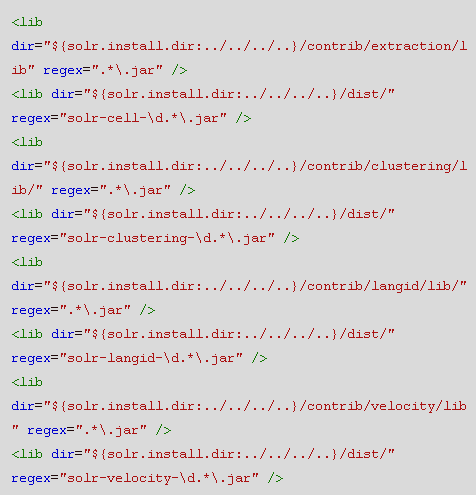 <lib
dir="${solr.install.dir:../../../..}/contrib/extraction/l
ib" regex=".*\.jar" />
<lib dir="${solr.install.dir:../../../..}/dist/"
regex="solr-cell-\d.*\.jar" />
<lib
dir="${solr.install.dir:../../../..}/contrib/clustering/l
ib/" regex=".*\.jar" />
<lib dir="${solr.install.dir:../../../..}/dist/"
regex="solr-clustering-\d.*\.jar" />
<lib
dir="${solr.install.dir:../../../..}/contrib/langid/lib/"
regex=".*\.jar" />
<lib dir="${solr.install.dir:../../../..}/dist/"
regex="solr-langid-\d.*\.jar" />
<lib
dir="${solr.install.dir:../../../..}/contrib/velocity/lib
" regex=".*\.jar" />
<lib dir="${solr.install.dir:../../../..}/dist/"
regex="solr-velocity-\d.*\.jar" />